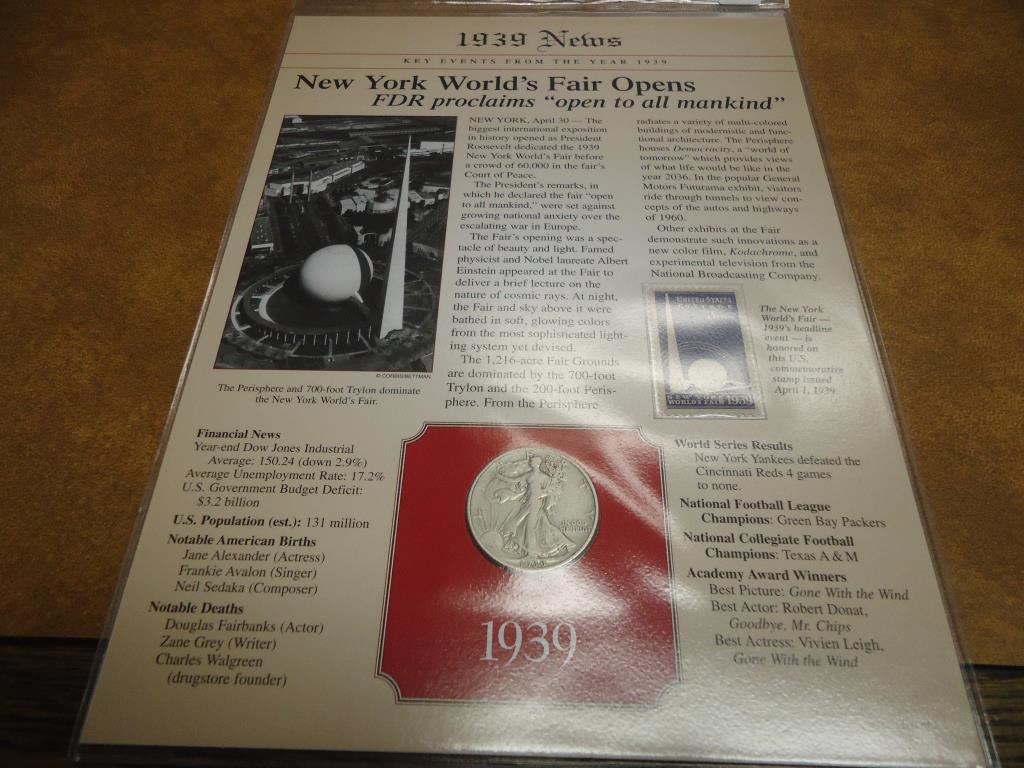 1939 News
KEY EVENTS FROM THE YEAR 1939
New York World's Fair Opens
FDR proclaims "open to all mankind"
NEW YORK, April 30 — The
biggest international exposition
in history opened as President
Roosevelt dedicated the 1939
New York World's Fair before
a crowd of 60,000 in the fair's
Court of Peace.
The President's remarks, in
which he declared the fair "open
to all mankind," were set against
growing national anxiety over the
escalating war in Europe.
The Fair's opening was a spec-
tacle of beauty and light. Famed
physicist and Nobel laureate Albert
Einstein appeared at the Fair to
deliver a brief lecture on the
nature of cosmic rays. At night,
the Fair and sky above it were
bathed in soft, glowing colors
from the most sophisticated light-
ing system yet devised.
The 1,216-acre Fair Grounds
are dominated by the 700-foot
Trylon and the 200-foot Peris-
phere. From the Perisphere
radiates a variety of multi-colored
buildings of modernistic and func-
tional architecture. The Perisphere
houses Democracity, a "world of
tomorrow" which provides views
of what life would be like in the
year 2036. In the popular General
Motors Futurama exhibit, visitors
ride through tunnels to view con-
cepts of the autos and highways
of 1960.
Other exhibits at the Fair
demonstrate such innovations as a
new color film, Kodachrome, and
experimental television from the
National Broadcasting Company.
© CORBIS/BETTMAN
The Perisphere and 700-foot Trylon dominate
the New York World's Fair.
UNITED STATES
POSTAGE
NEW YORK
WORLD'S FAIR 1939
The New York
World's Fair —
1939's headline
event — is
honored on
this U.S.
commemorative
stamp issued
April 1, 1939.
Financial News
Year-end Dow Jones Industrial
Average: 150.24 (down 2.9%)
Average Unemployment Rate: 17.2%
U.S. Government Budget Deficit:
$3.2 billion
U.S. Population (est.): 131 million
Notable American Births
Jane Alexander (Actress)
Frankie Avalon (Singer)
Neil Sedaka (Composer)
Notable Deaths
Douglas Fairbanks (Actor)
Zane Grey (Writer)
Charles Walgreen
(drugstore founder)
IN GOD
WE TRUST
1939
World Series Results
New York Yankees defeated the
Cincinnati Reds 4 games
to none.
National Football League
Champions: Green Bay Packers
National Collegiate Football
Champions: Texas A & M
Academy Award Winners
Best Picture: Gone With the Wind
Best Actor: Robert Donat,
Goodbye, Mr. Chips
Best Actress: Vivien Leigh,
Gone With the Wind